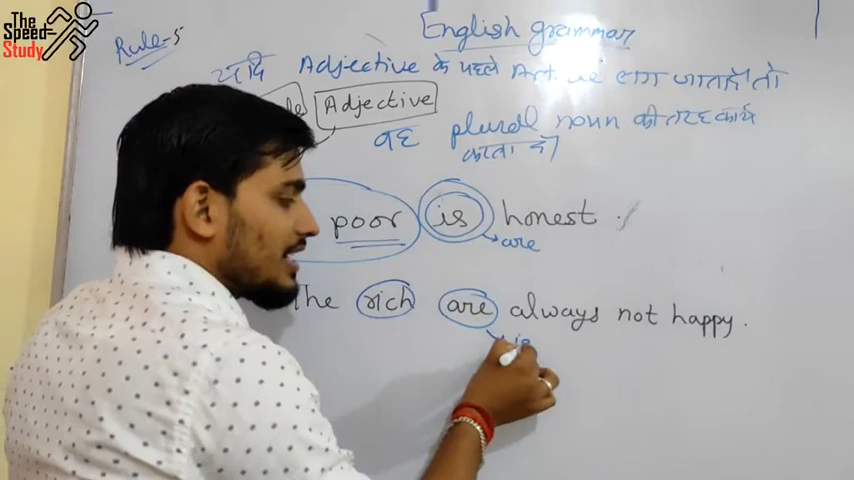 The
Speed-
Study
English grammar
Rule-5
यदि Adjective के पहले Article लग जाता है तो
Adjective
वह plural noun की तरह कार्य
करता है।
poor is honest.
are
The rich are always not happy.
is